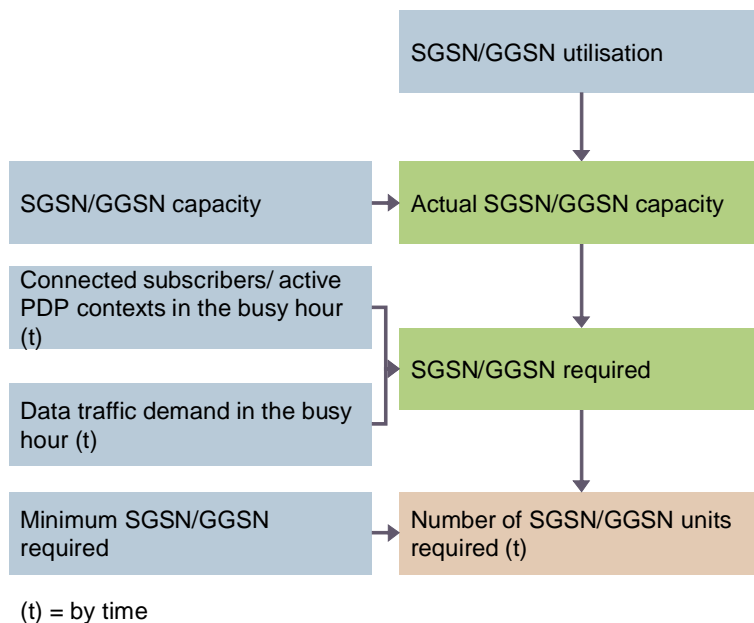 SGSN/GGSN utilisation
SGSN/GGSN capacity
Actual SGSN/GGSN capacity
Connected subscribers/ active
PDP contexts in the busy hour
(t)
SGSN/GGSN required
Data traffic demand in the busy
hour (t)
Minimum SGSN/GGSN
required
Number of SGSN/GGSN units
required (t)
(t) = by time